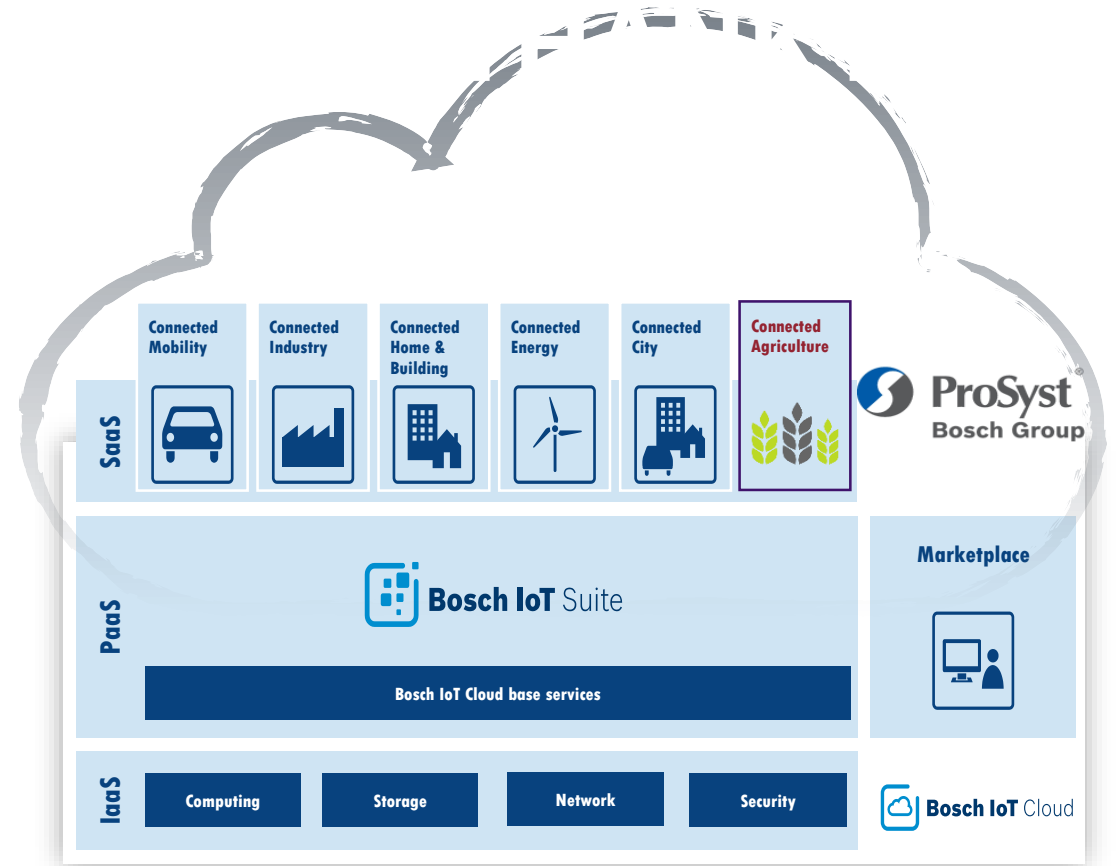 Connected
Mobility
Connected
Industry
Connected
Home &
Building
Connected
Energy
Connected
City
Connected
Agriculture
SaaS
ProSyst
Bosch Group
PaaS
Bosch IoT Suite
Bosch IoT Cloud base services
Marketplace
IaaS
Computing
Storage
Network
Security
Bosch IoT Cloud